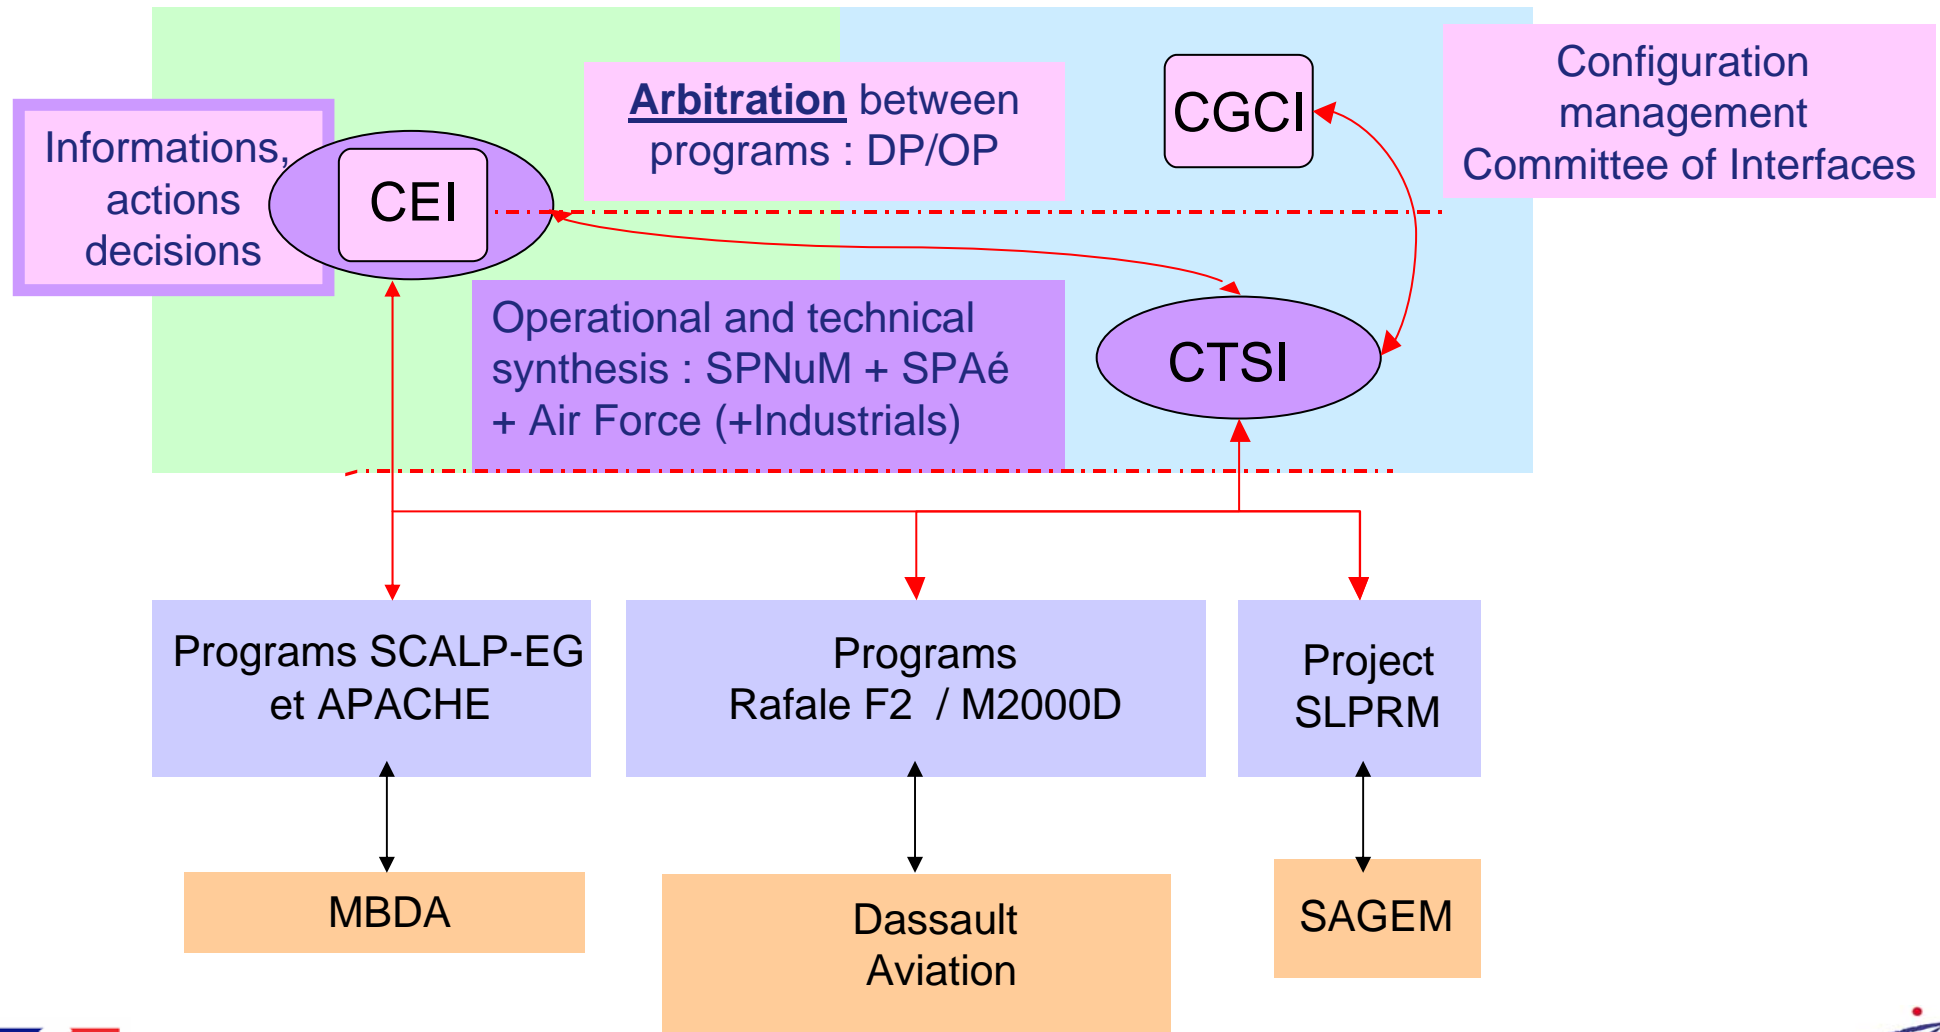 Configuration
management
Committee of Interfaces
Arbitration between
programs : DP/OP
CGCI
Informations,
actions
decisions
CEI
Operational and technical
synthesis : SPNuM + SPAé
+ Air Force (+Industrials)
CTSI
Programs SCALP-EG
et APACHE
Programs
Rafale F2 / M2000D
Project
SLPRM
MBDA
Dassault
Aviation
SAGEM